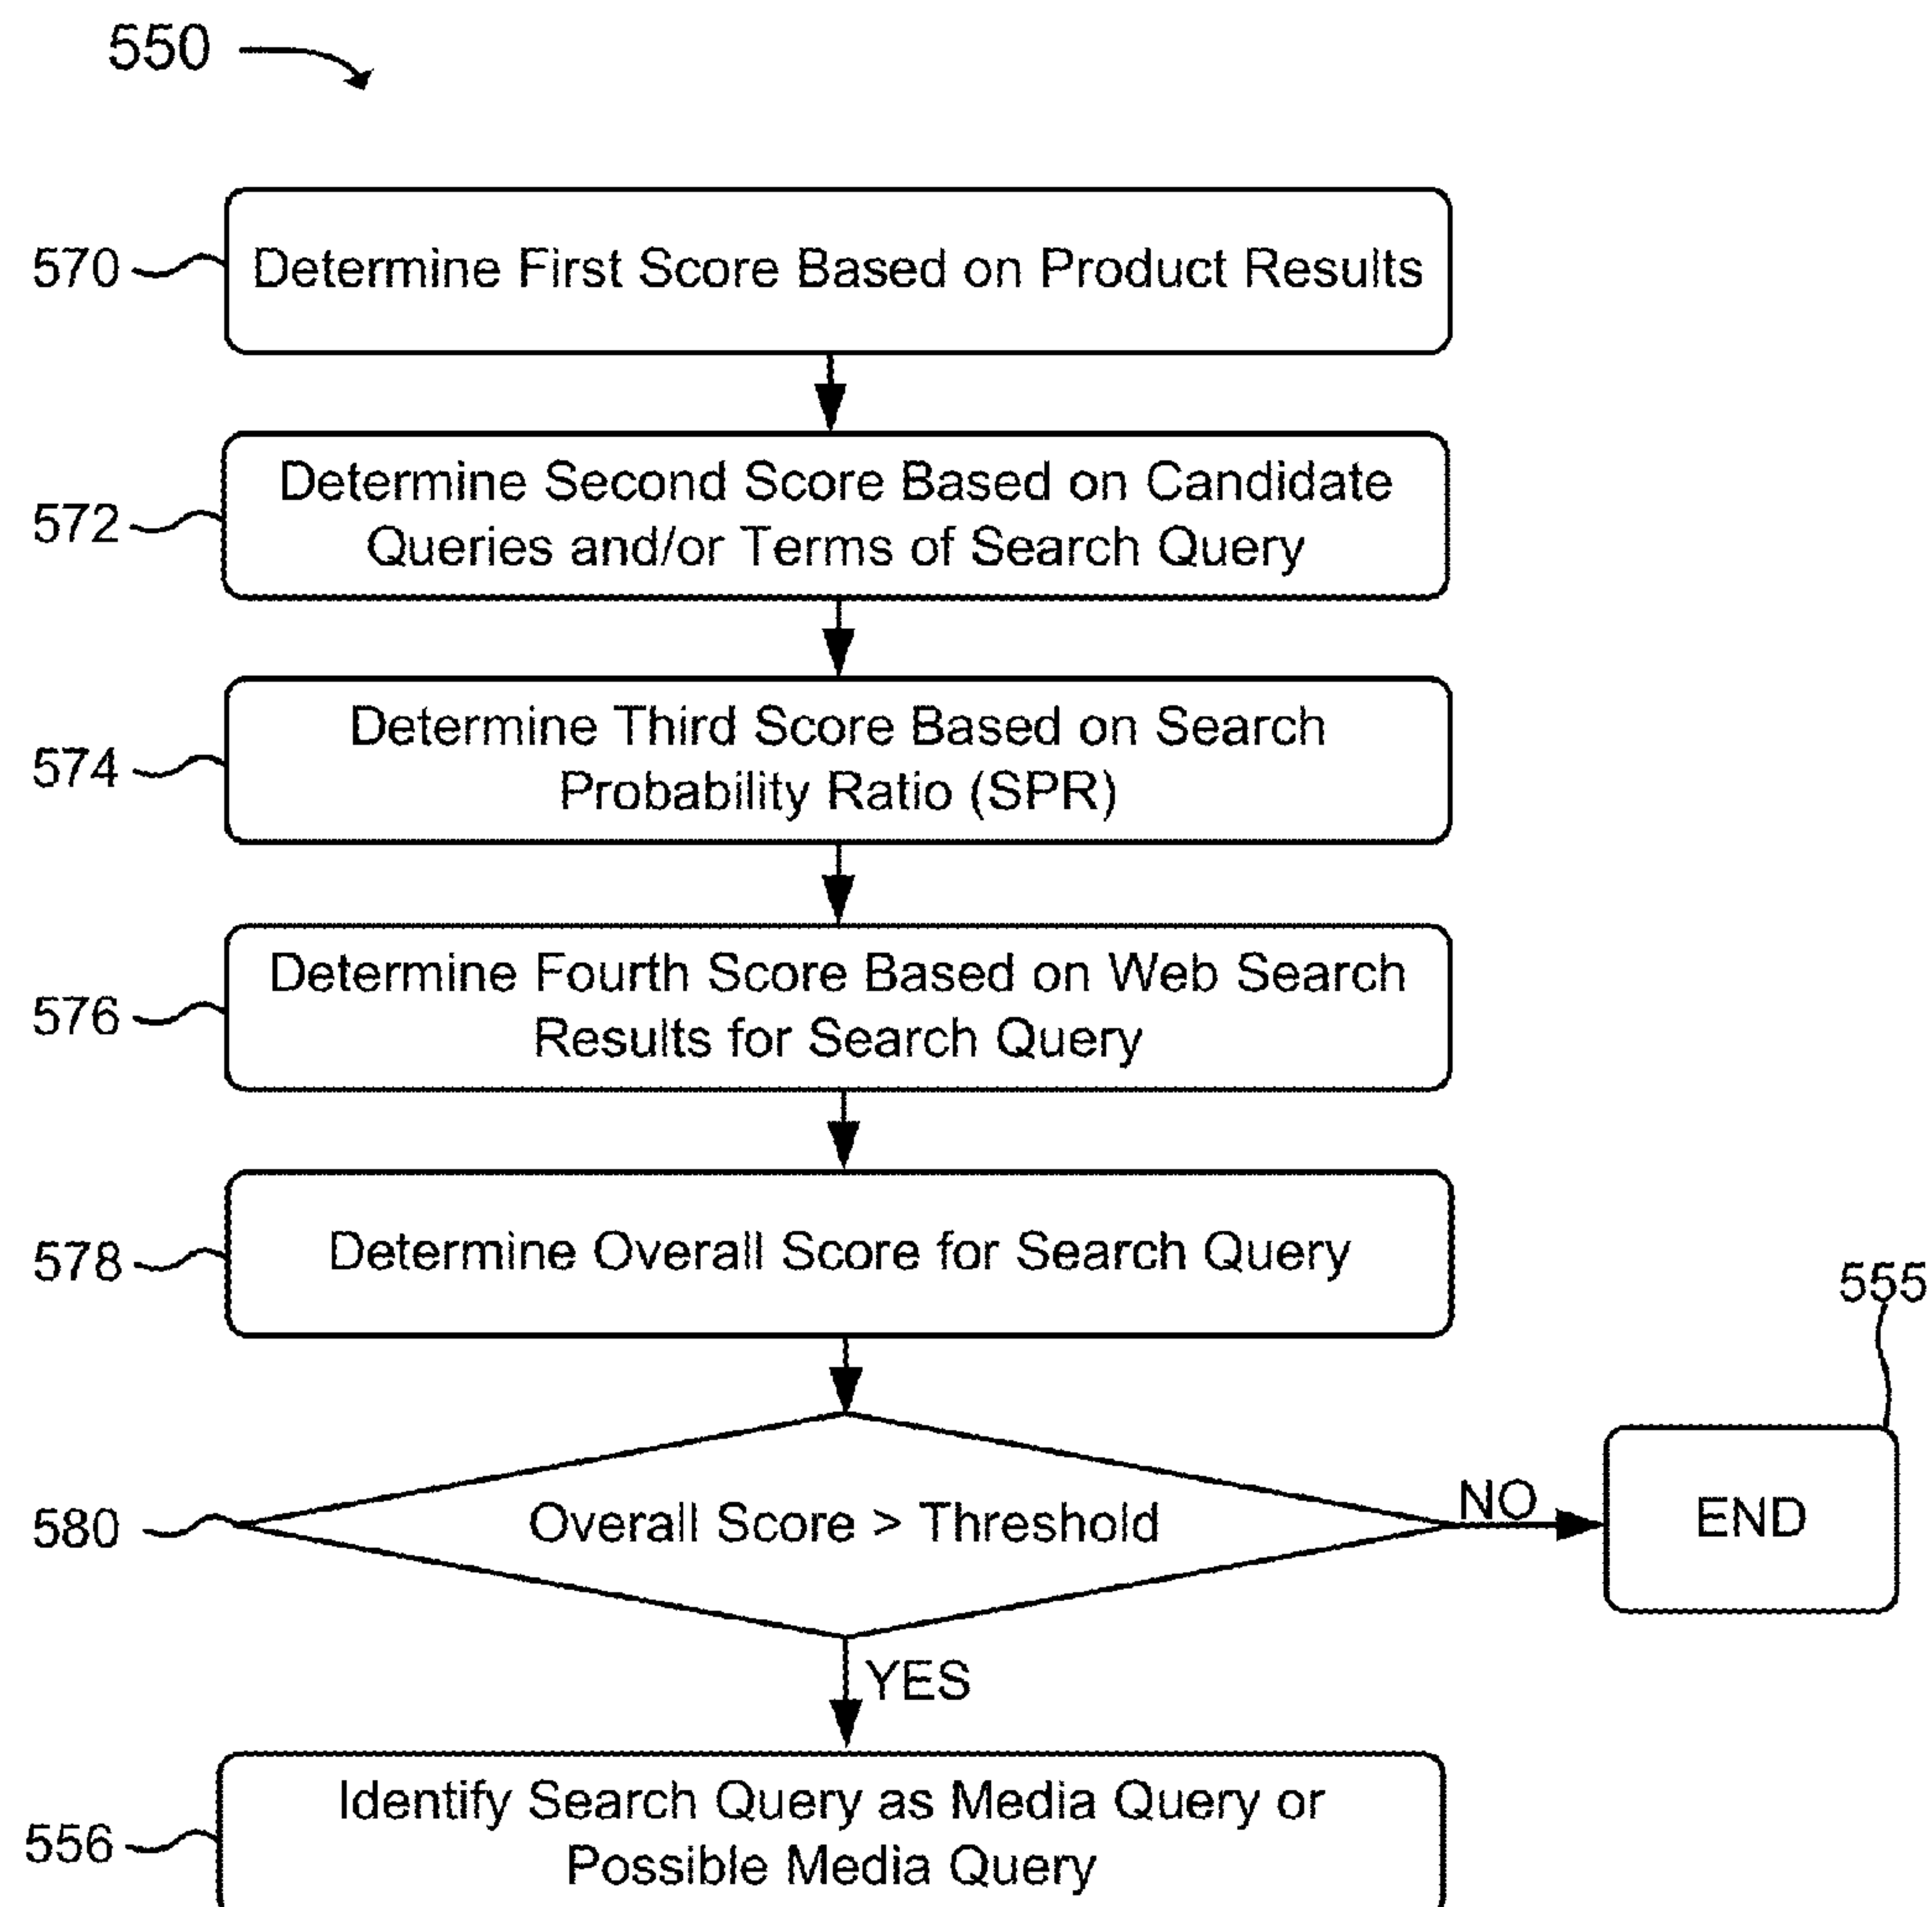 550
570
Determine First Score Based on Product Results
572
Determine Second Score Based on Candidate
Queries and/or Terms of Search Query
574
Determine Third Score Based on Search
Probability Ratio (SPR)
576
Determine Fourth Score Based on Web Search
Results for Search Query
578
Determine Overall Score for Search Query
555
580
Overall Score > Threshold
NO
END
YES
556
Identify Search Query as Media Query or
Possible Media Query